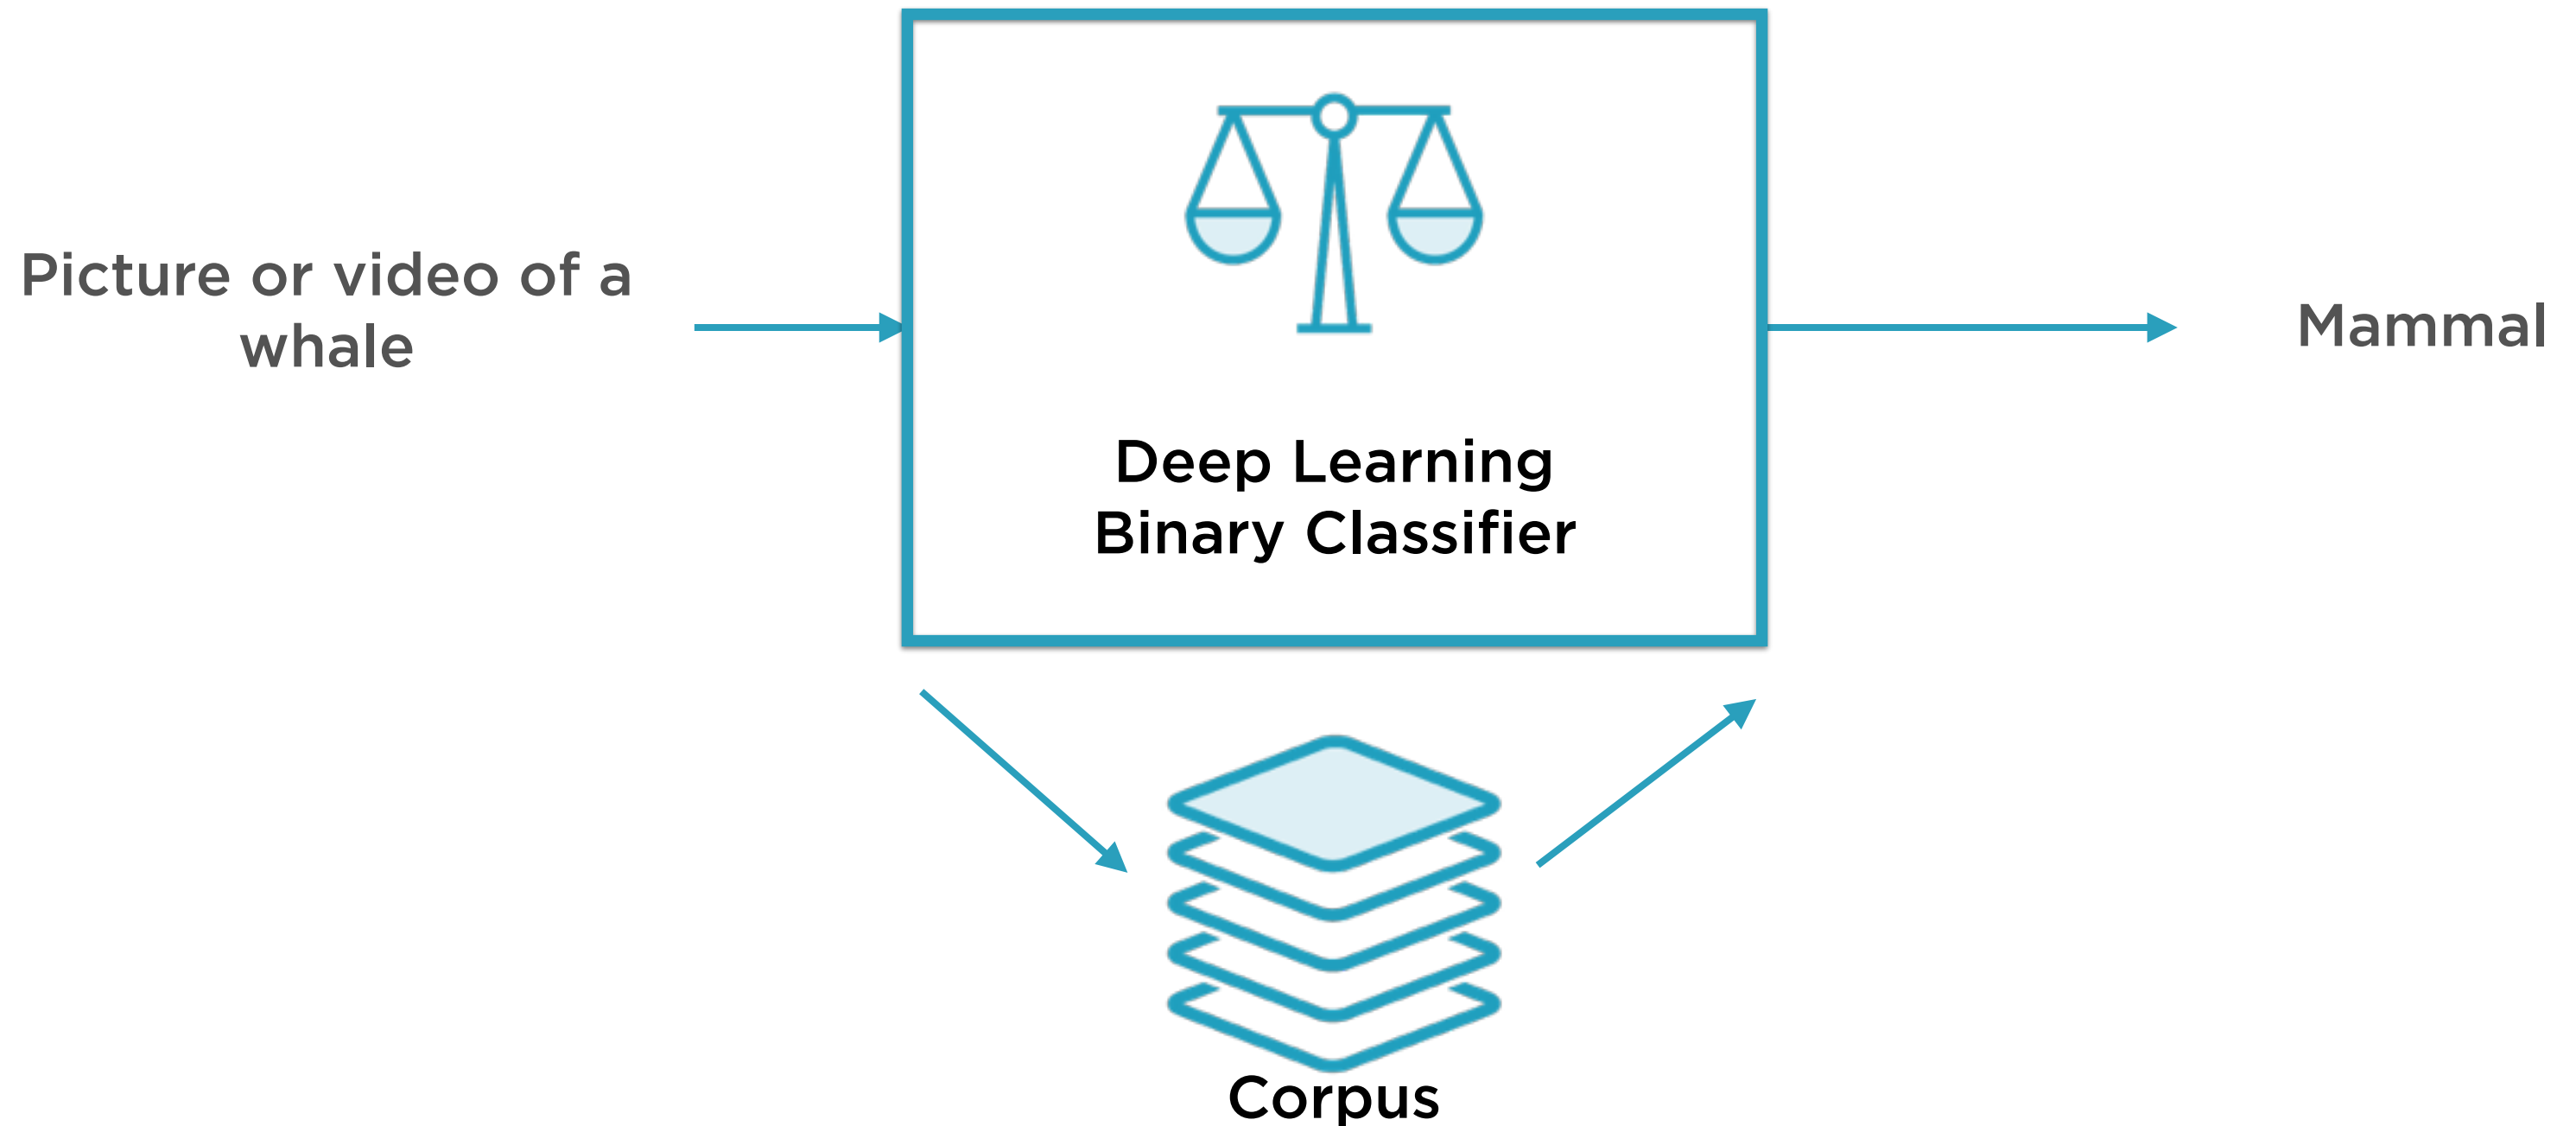 Picture or video of a
whale
Deep Learning
Binary Classifier
Mammal
Corpus